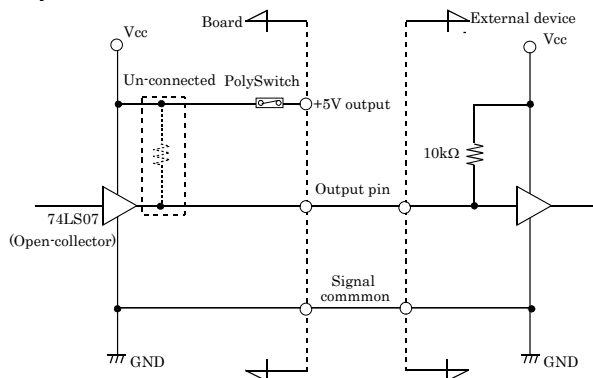 Board
External device
Vcc
Vcc
Un-connected PolySwitch
+5V output
10kΩ
Output pin
74LS07
(Open-collector)
Signal
commmon
GND
GND